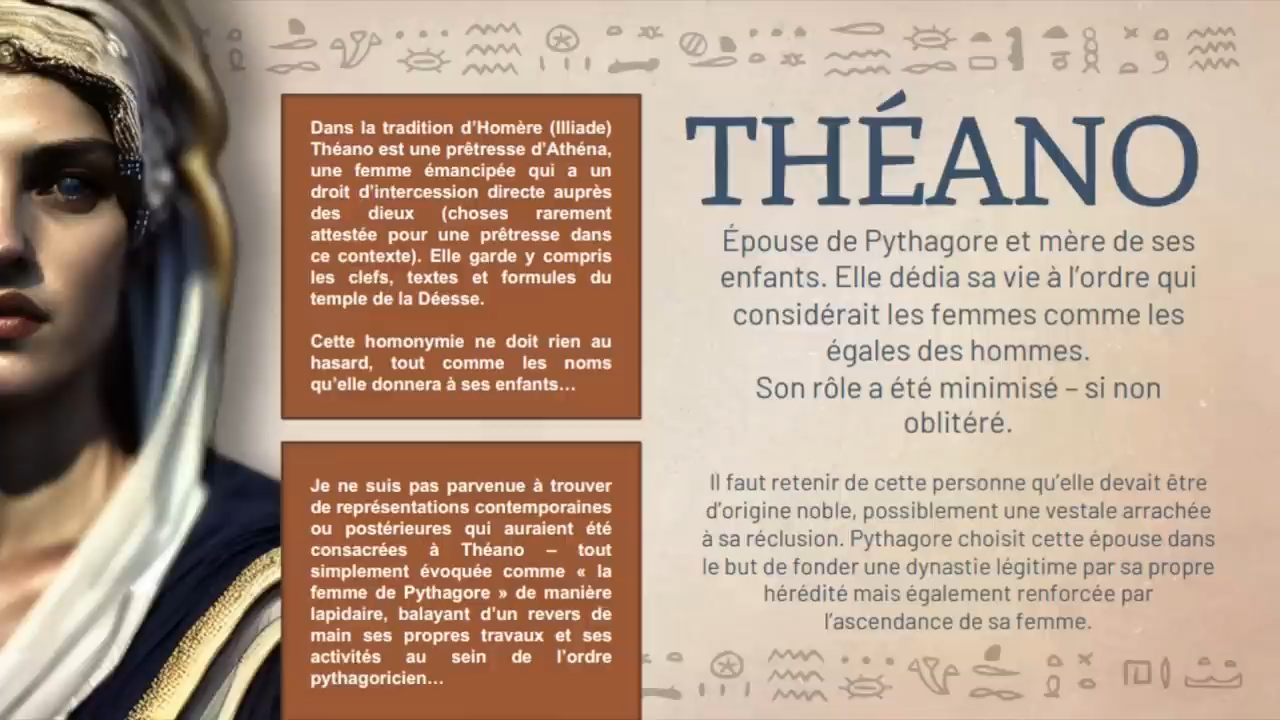 Dans la tradition d'Homère (Illiade)
Théano est une prêtresse d'Athéna,
une femme émancipée qui a un
droit d'intercession directe auprès
des dieux (choses rarement
attestée pour une prêtresse dans
ce contexte). Elle garde y compris
les clefs, textes et formules du
temple de la Déesse.
Cette homonymie ne doit rien au
hasard, tout comme les noms
qu'elle donnera à ses enfants…
Je ne suis pas parvenue à trouver
de représentations contemporaines
ou postérieures qui auraient été
consacrées à Théano – tout
simplement évoquée comme « la
femme de Pythagore » de manière
lapidaire, balayant d'un revers de
main ses propres travaux et ses
activités au sein de l'ordre
pythagoricien…
THÉANO
Épouse de Pythagore et mère de ses
enfants. Elle dédia sa vie à l'ordre qui
considérait les femmes comme les
égales des hommes.
Son rôle a été minimisé – si non
oblitéré.
Il faut retenir de cette personne qu'elle devait être
d'origine noble, possiblement une vestale arrachée
à sa réclusion. Pythagore choisit cette épouse dans
le but de fonder une dynastie légitime par sa propre
hérédité mais également renforcée par
l'ascendance de sa femme.